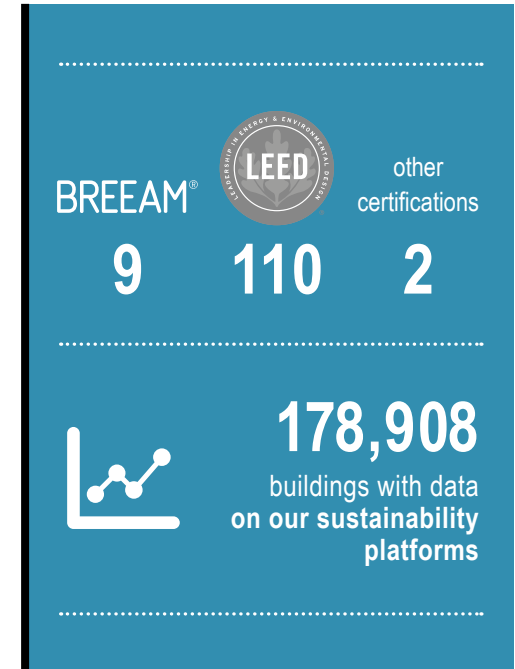 BREEAM®
LEADERSHIP IN ENERGY & ENVIRONMENTAL DESIGN
LEED
®
other
certifications
9
110
2
178,908
buildings with data
on our sustainability
platforms